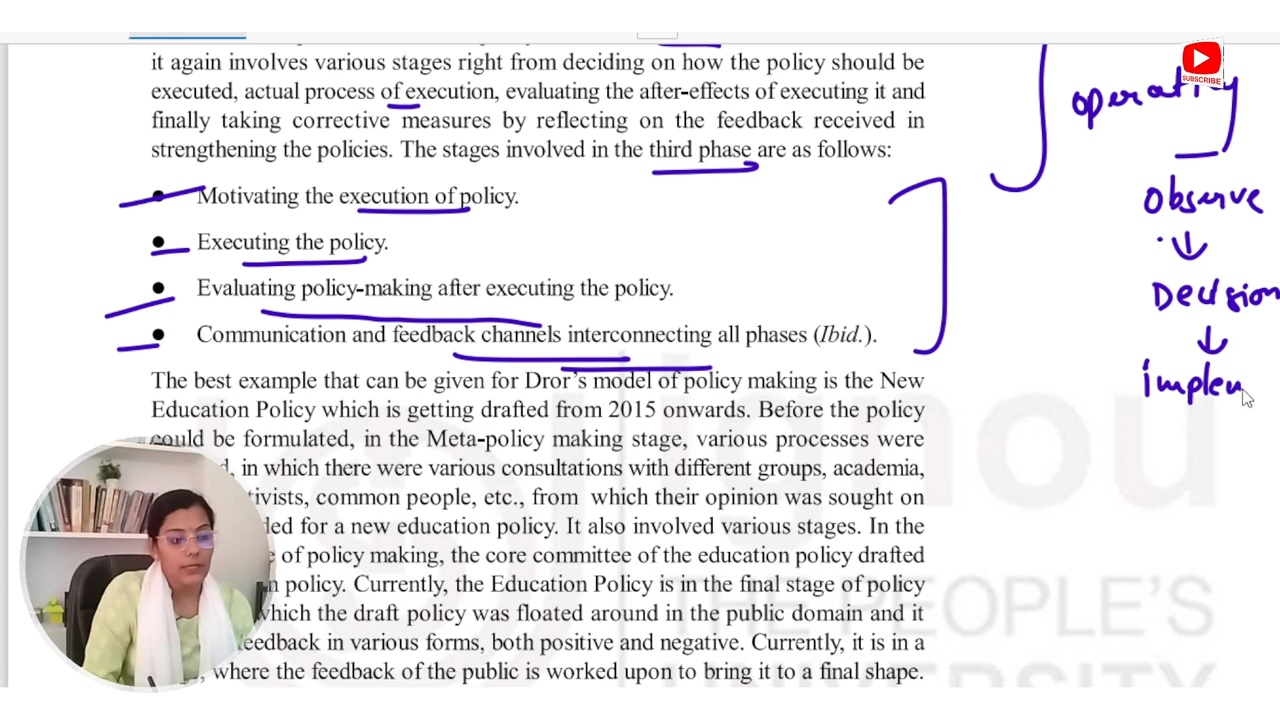 it again involves various stages right from deciding on how the policy should be
executed, actual process of execution, evaluating the after-effects of executing it and
finally taking corrective measures by reflecting on the feedback received in
strengthening the policies. The stages involved in the third phase are as follows:
• Motivating the execution of policy.
• Executing the policy.
• Evaluating policy-making after executing the policy.
• Communication and feedback channels interconnecting all phases (Ibid.).
The best example that can be given for Dror's model of policy making is the New
Education Policy which is getting drafted from 2015 onwards. Before the policy
could be formulated, in the Meta-policy making stage, various processes were
in which there were various consultations with different groups, academia,
tivists, common people, etc., from which their opinion was sought on
led for a new education policy. It also involved various stages. In the
of policy making, the core committee of the education policy drafted
policy. Currently, the Education Policy is in the final stage of policy
which the draft policy was floated around in the public domain and it
eedback in various forms, both positive and negative. Currently, it is in a
where the feedback of the public is worked upon to bring it to a final shape.
SUBSCRIBE
Observe
Decision
implem
ignou
THE PEOPLE'S
UNIVERSITY